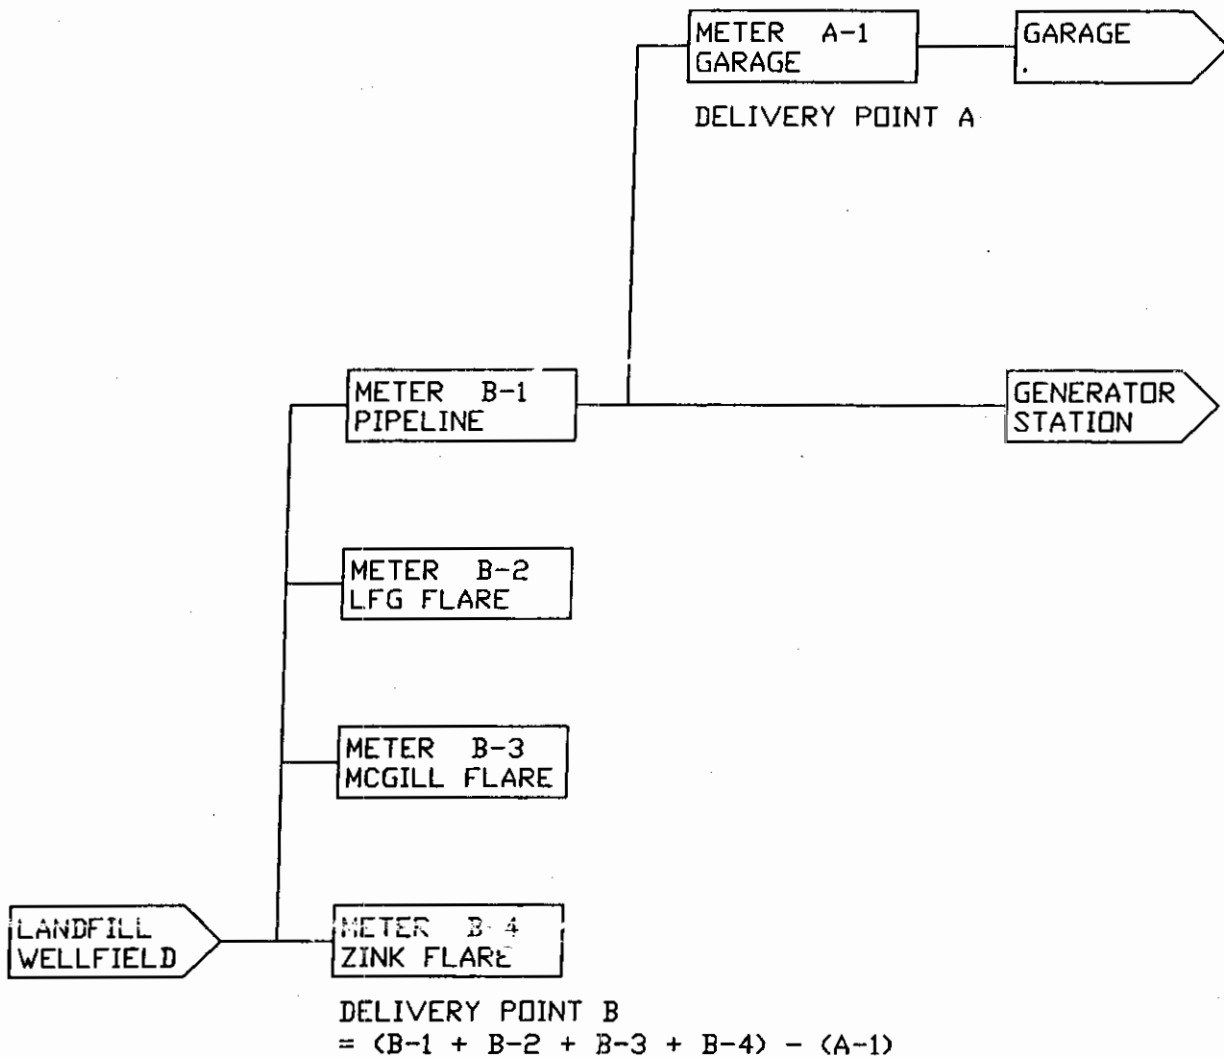 METER A-1
GARAGE
GARAGE
.
DELIVERY POINT A
METER B-1
PIPELINE
GENERATOR
STATION
METER B-2
LFG FLARE
METER B-3
MCGILL FLARE
LANDFILL
WELLFIELD
METER B-4
ZINK FLARE
DELIVERY POINT B
= (B-1 + B-2 + B-3 + B-4) - (A-1)